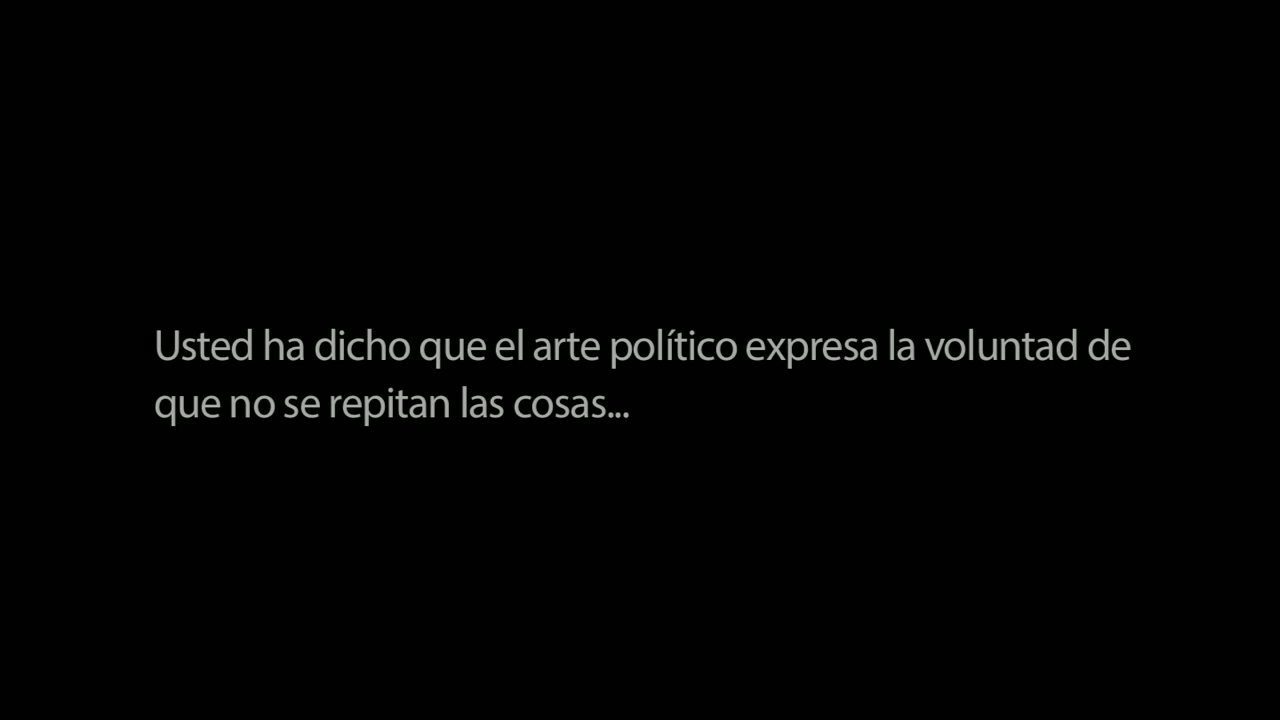 Usted ha dicho que el arte político expresa la voluntad de
que no se repitan las cosas...